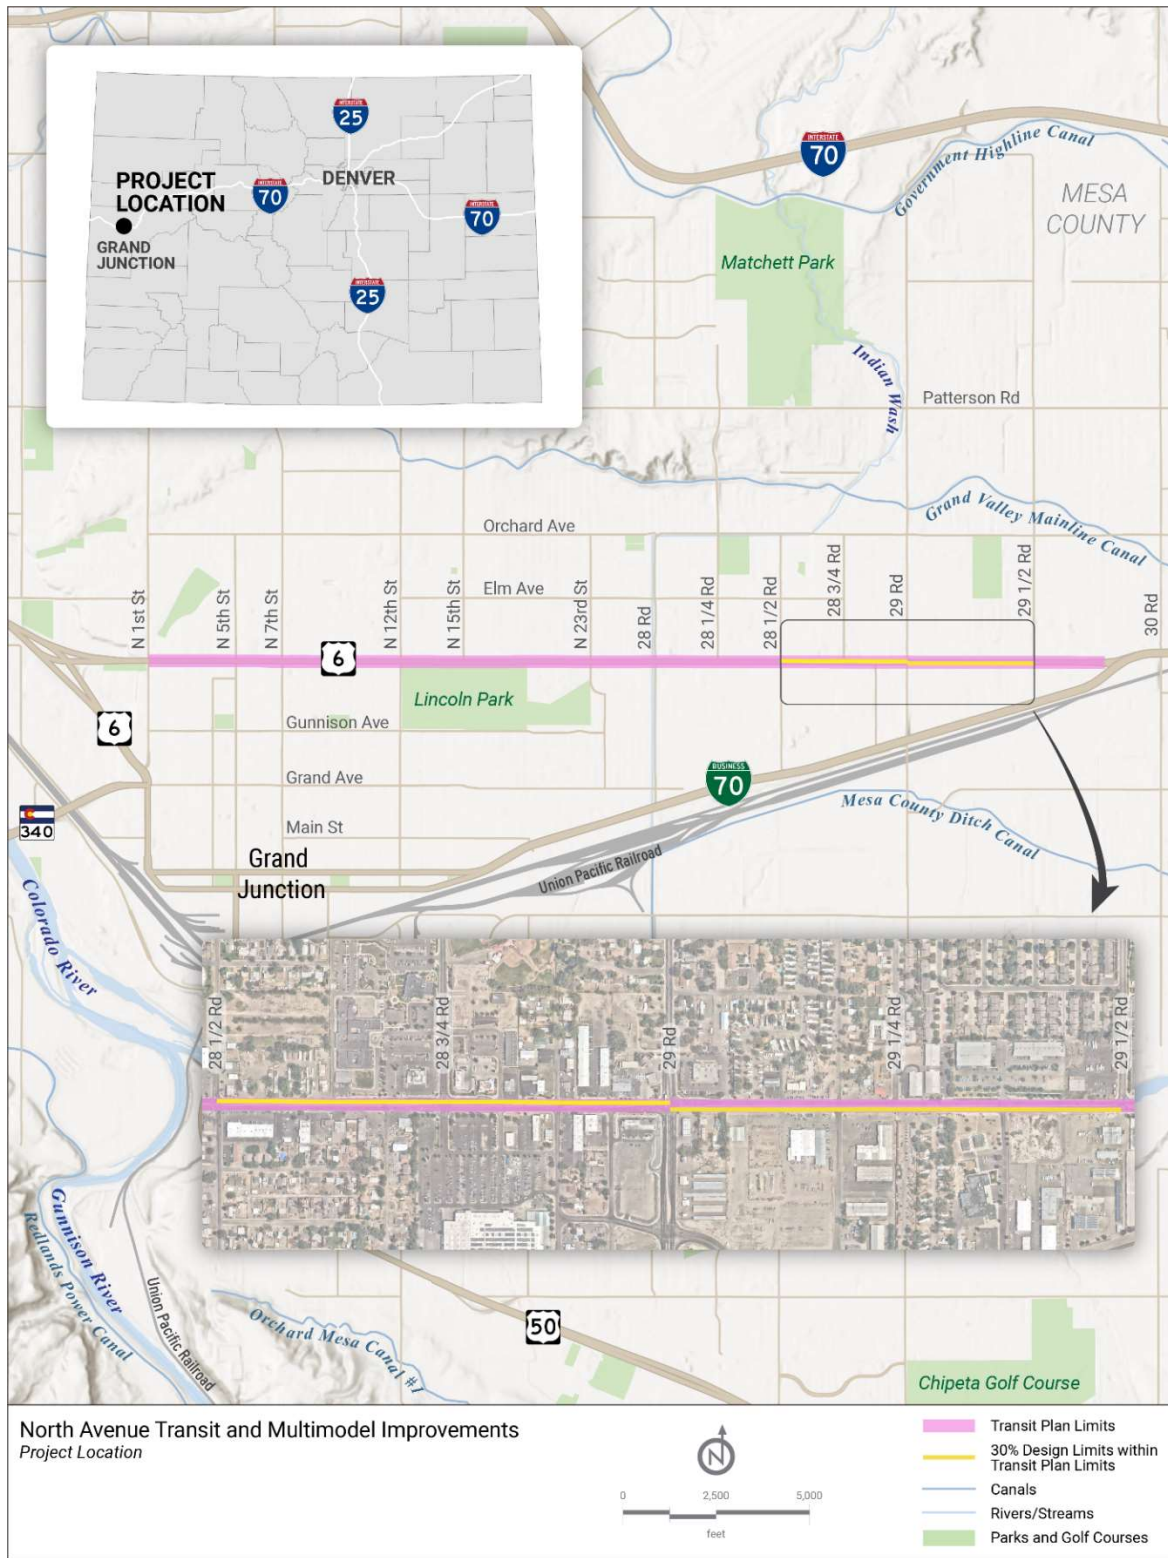 INTERSTATE
25
INTERSTATE
70
DENVER
INTERSTATE
70
INTERSTATE
25
PROJECT
LOCATION
GRAND
JUNCTION
INTERSTATE
70
Government Highline Canal
MESA
COUNTY
Matchett Park
Indian Wash
Patterson Rd
Grand Valley Mainline Canal
Orchard Ave
Elm Ave
N 1st St
N 5th St
N 7th St
N 12th St
N 15th St
N 23rd St
28 Rd
28 1/4 Rd
28 1/2 Rd
28 3/4 Rd
29 Rd
29 1/2 Rd
30 Rd
6
6
Lincoln Park
Gunnison Ave
Grand Ave
Main St
BUSINESS
70
Mesa County Ditch Canal
340
Grand
Junction
Union Pacific Railroad
Colorado River
28 1/2 Rd
28 3/4 Rd
29 Rd
29 1/4 Rd
29 1/2 Rd
Gunnison River
Redlands Power Canal
Union Pacific Railroad
Orchard Mesa Canal #1
50
Chipeta Golf Course
North Avenue Transit and Multimodel Improvements
Project Location
N
0 2,500 5,000
feet
Transit Plan Limits
30% Design Limits within
Transit Plan Limits
Canals
Rivers/Streams
Parks and Golf Courses